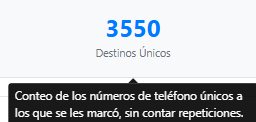 3550
Destinos Únicos
Conteo de los números de teléfono únicos a
los que se les marcó, sin contar repeticiones.